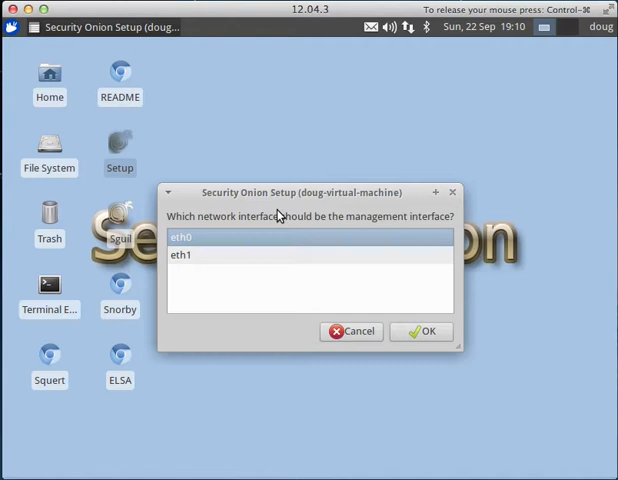 12.04.3
To release your mouse press: Control-⌘
Security Onion Setup (doug...
Sun, 22 Sep 19:10
doug
Home
README
File System
Setup
Trash
Sguil
Terminal E...
Snorby
Squert
ELSA
Security Onion Setup (doug-virtual-machine)
Which network interface should be the management interface?
eth0
eth1
Cancel
OK